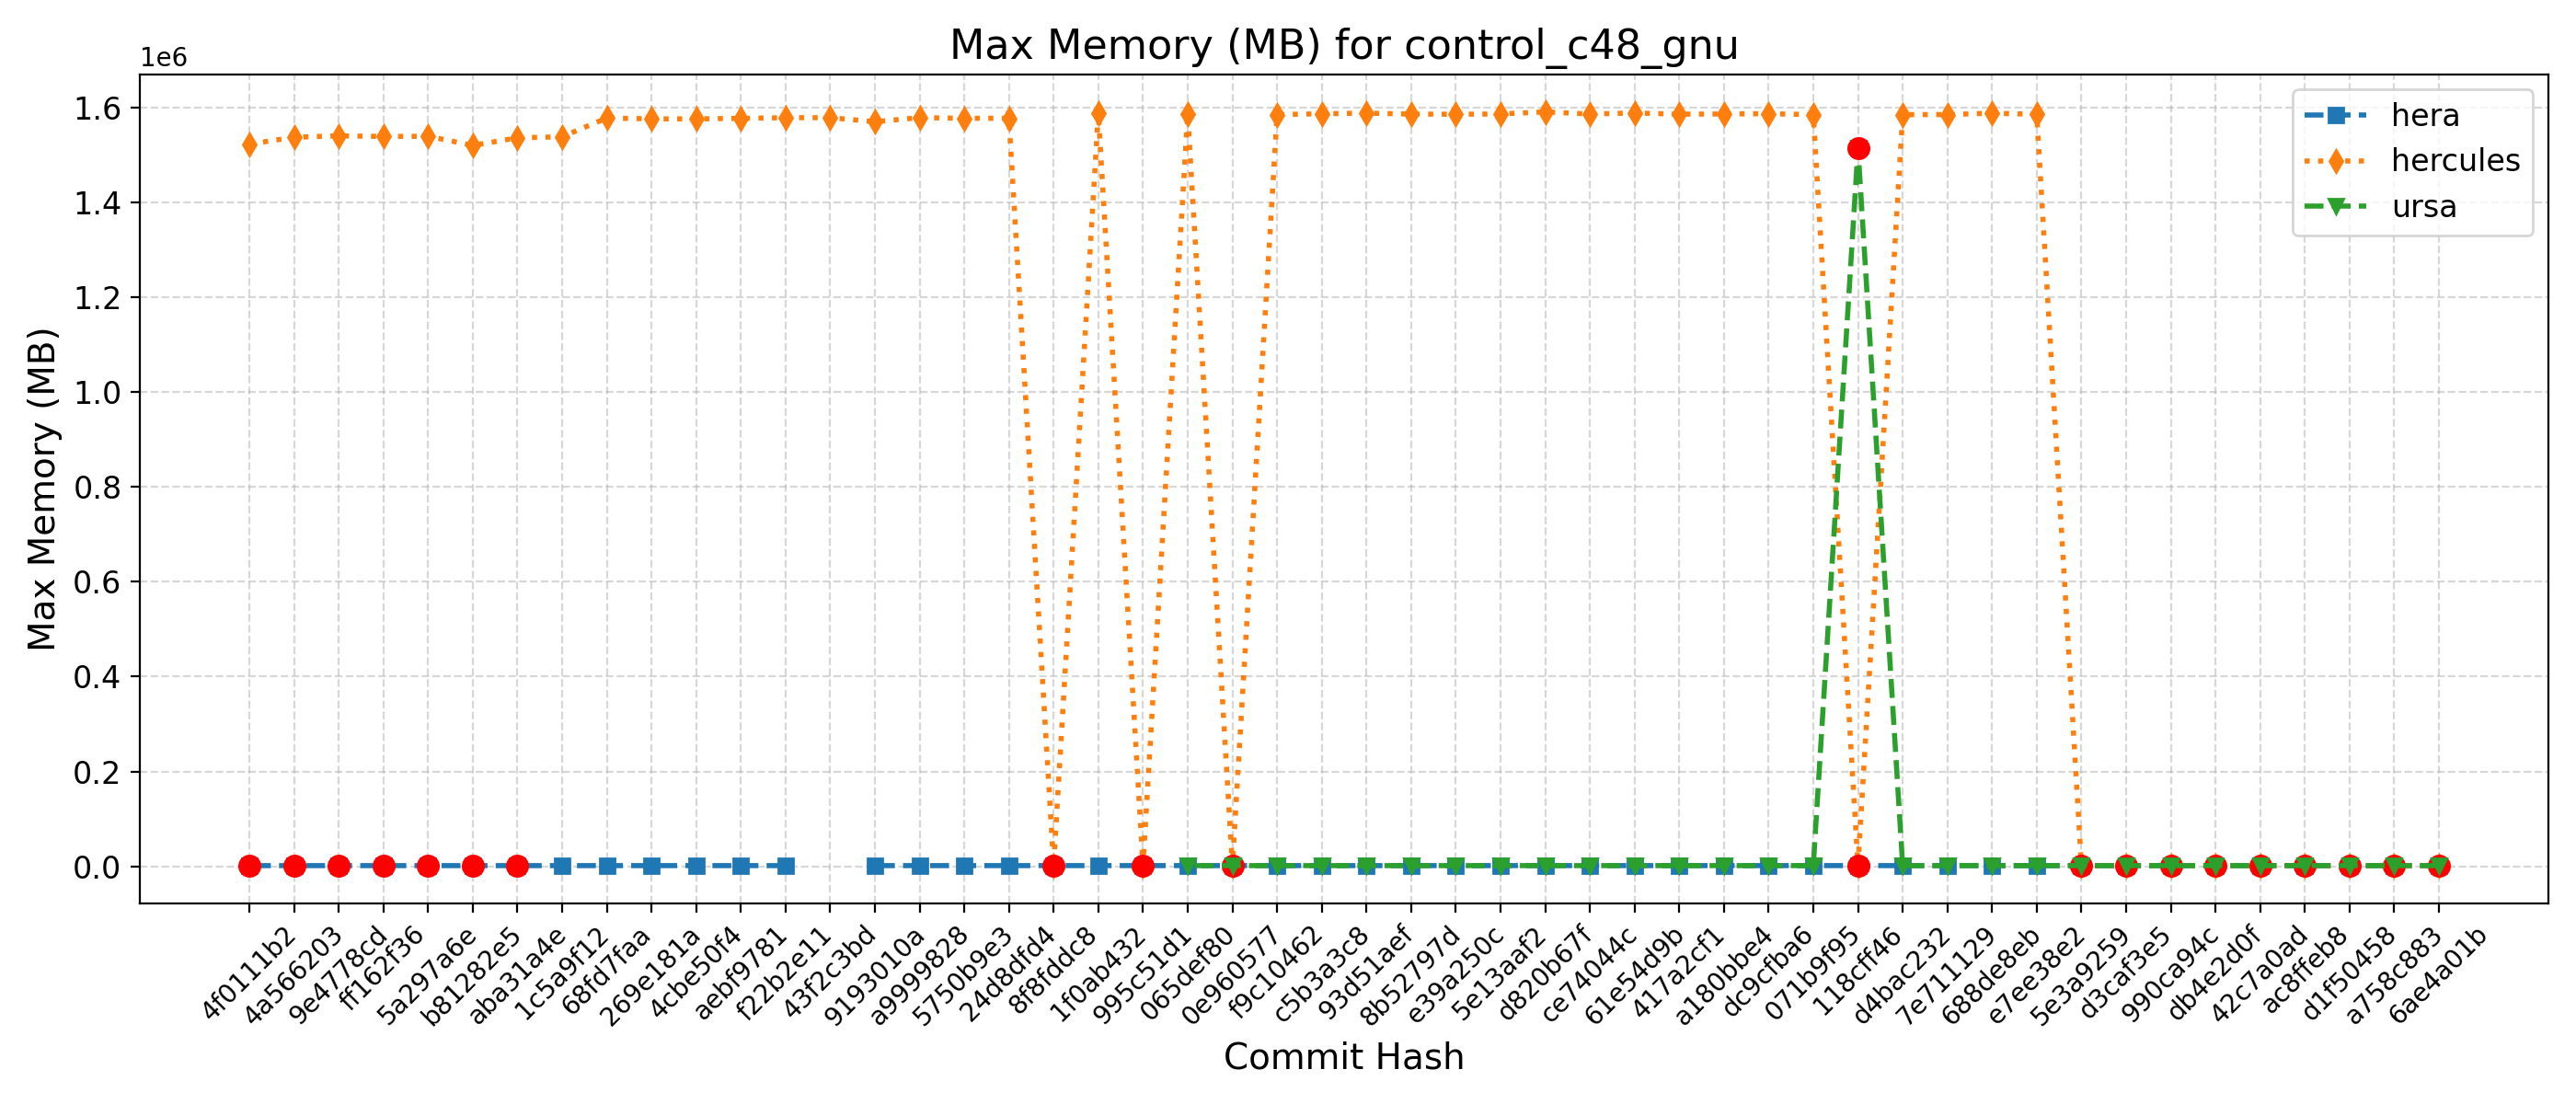 Max Memory (MB) for control_c48_gnu
1e6
1.6
1.4
1.2
1.0
0.8
0.6
0.4
0.2
0.0
Max Memory (MB)
hera
hercules
ursa
4f0111b2
4a566203
9e4778cd
ff162f36
5a297a6e
b81282e5
aba31a4e
1c5a9f12
68fd7faa
269e181a
4cbe50f4
aebf9781
f22b2e11
43f2c3bd
9193010a
a9999828
5750b9e3
24d8dfd4
8f8fddc8
1f0ab432
995c51d1
065def80
0e960577
f9c10462
c5b3a3c8
93d51aef
8b52797d
e39a250c
5e13aaf2
d820b67f
ce74044c
61e54d9b
417a2cf1
a180bbe4
dc9cfba6
071b9f95
118cff46
d4bac232
7e711129
688de8eb
e7ee38e2
5e3a9259
d3caf3e5
990ca94c
db4e2d0f
42c7a0ad
ac8ffeb8
d1f50458
a758c883
6ae4a01b
Commit Hash